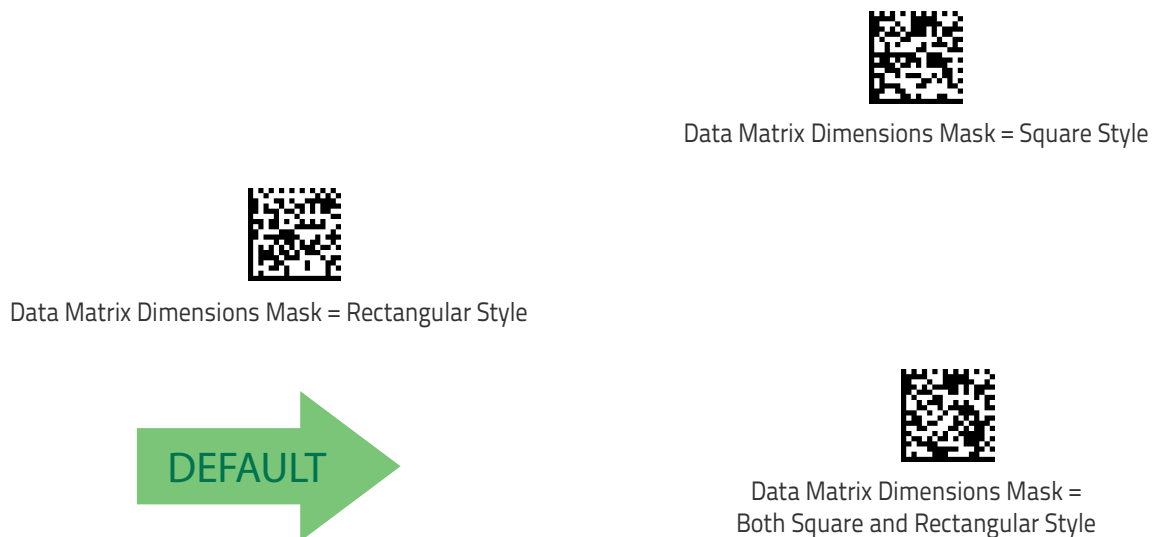 Data Matrix Dimensions Mask = Square Style
Data Matrix Dimensions Mask = Rectangular Style
DEFAULT
Data Matrix Dimensions Mask =
Both Square and Rectangular Style